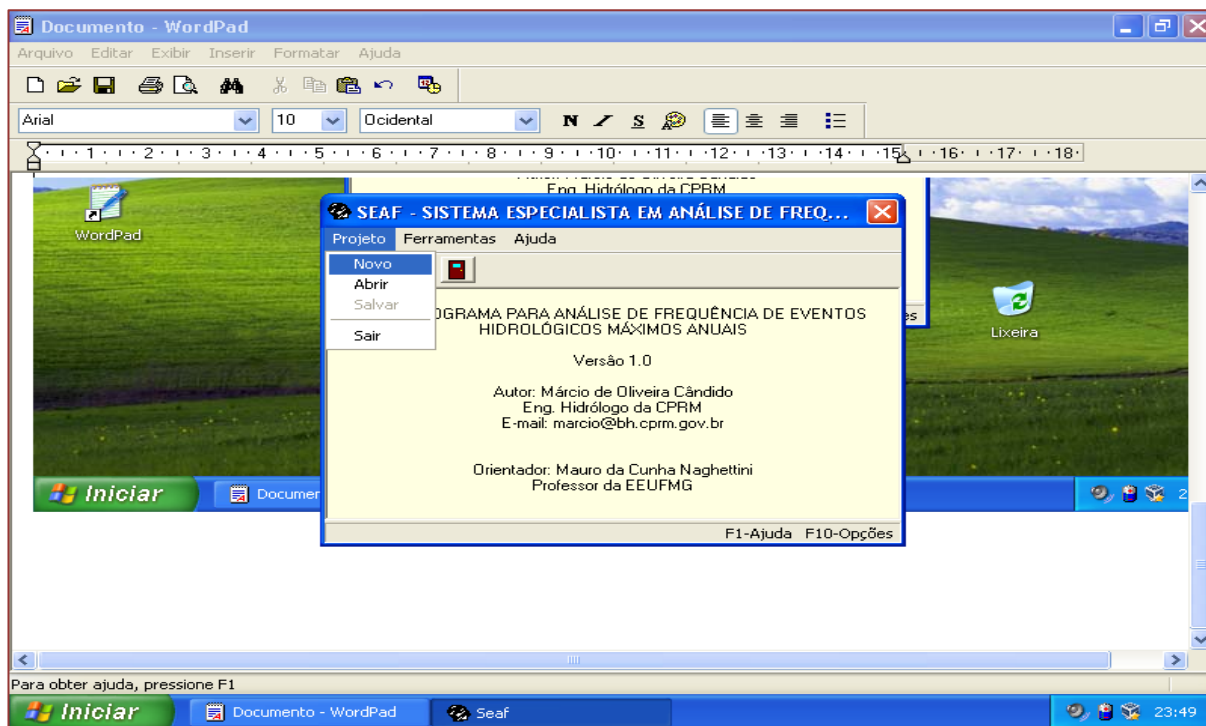 Documento - WordPad
Arquivo Editar Exibir Inserir Formatar Ajuda
Arial 10 Ocidental N S
1 2 3 4 5 6 7 8 9 10 11 12 13 14 15 16 17 18
Eng. Hidrólogo da CPRM
WordPad
SEAF - SISTEMA ESPECIALISTA EM ANÁLISE DE FREQ...
Projeto Ferramentas Ajuda
Novo
Abrir
Salvar
Sair
OGRAMA PARA ANÁLISE DE FREQUÊNCIA DE EVENTOS
HIDROLÓGICOS MÁXIMOS ANUAIS
Versão 1.0
Autor: Márcio de Oliveira Cândido
Eng. Hidrólogo da CPRM
E-mail: marcio@bh.cprm.gov.br
Orientador: Mauro da Cunha Naghettini
Professor da EEUFMG
F1-Ajuda F10-Opções
es
Lixeira
Iniciar Documen 2
Para obter ajuda, pressione F1
Iniciar Documento - WordPad Seaf 23:49